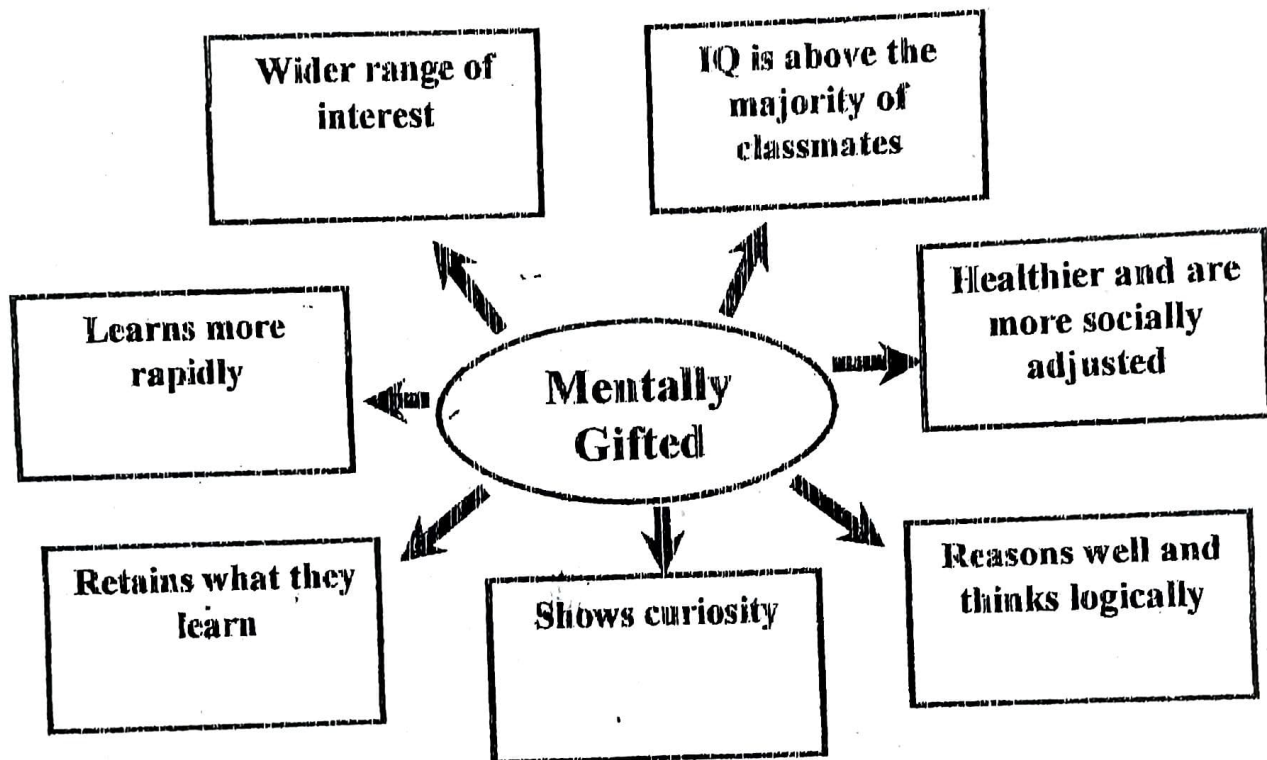 Wider range of
interest
IQ is above the
majority of
classmates
Learns more
rapidly
Mentally
Gifted
Healthier and are
more socially
adjusted
Retains what they
learn
Shows curiosity
Reasons well and
thinks logically